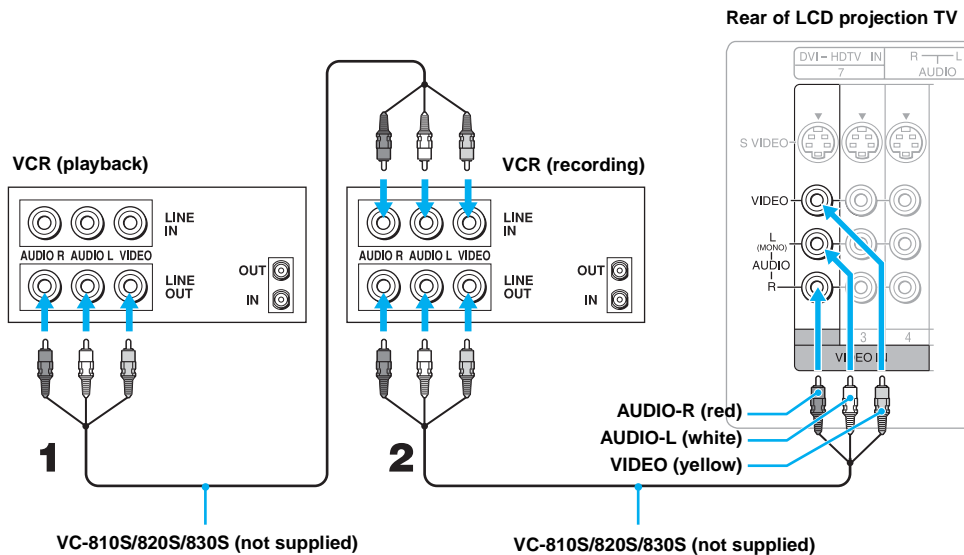 Rear of LCD projection TV
DVI – HDTV IN
7
R L
AUDIO
S VIDEO
VIDEO
L
(MONO)
AUDIO
R
3 4
VIDEO IN
VCR (playback)
LINE
IN
AUDIO R AUDIO L VIDEO
LINE
OUT
OUT
IN
VCR (recording)
LINE
IN
AUDIO R AUDIO L VIDEO
LINE
OUT
OUT
IN
AUDIO-R (red)
AUDIO-L (white)
VIDEO (yellow)
1
2
VC-810S/820S/830S (not supplied)
VC-810S/820S/830S (not supplied)